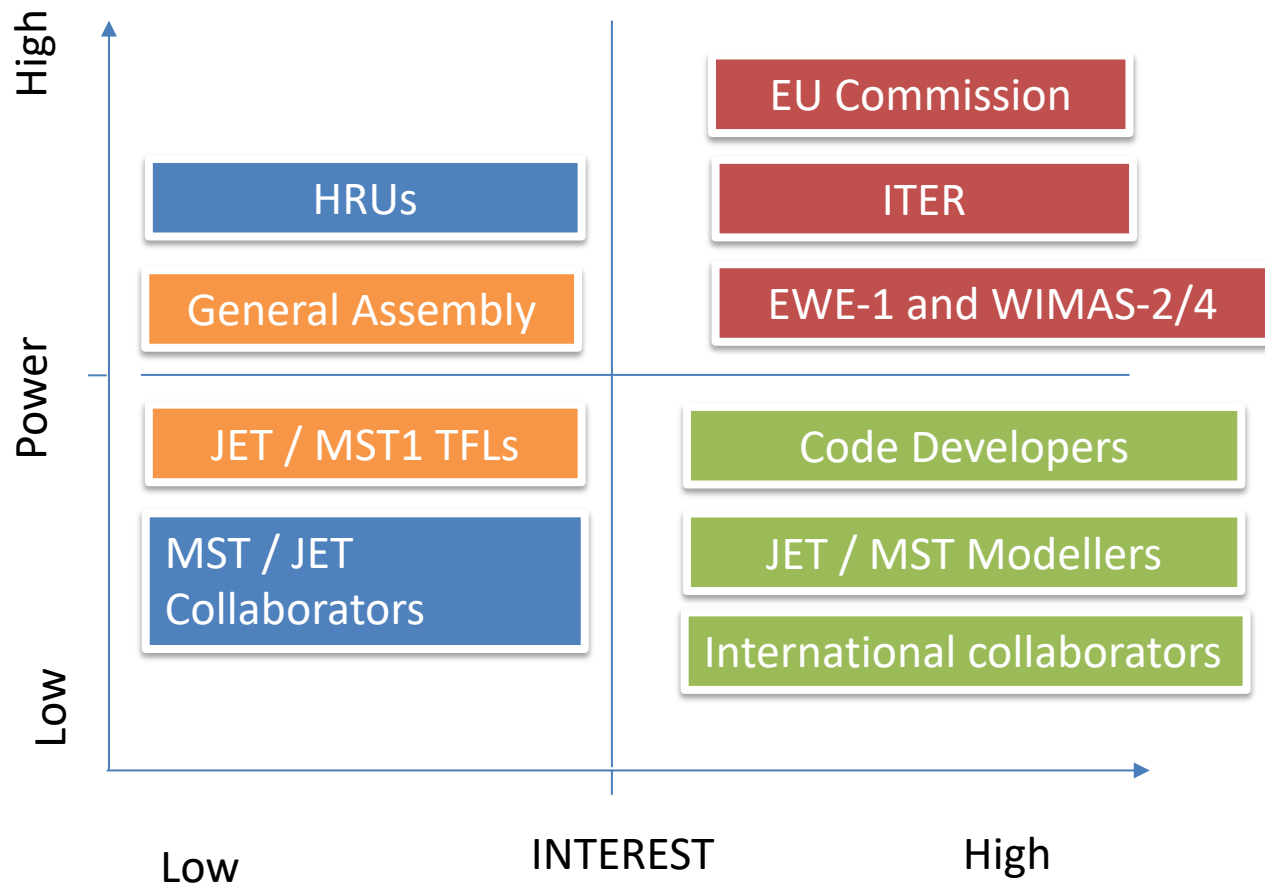 High
EU Commission
HRUs
ITER
General Assembly
EWE-1 and WIMAS-2/4
Power
JET / MST1 TFLs
Code Developers
MST / JET
Collaborators
JET / MST Modellers
International collaborators
Low
Low
INTEREST
High